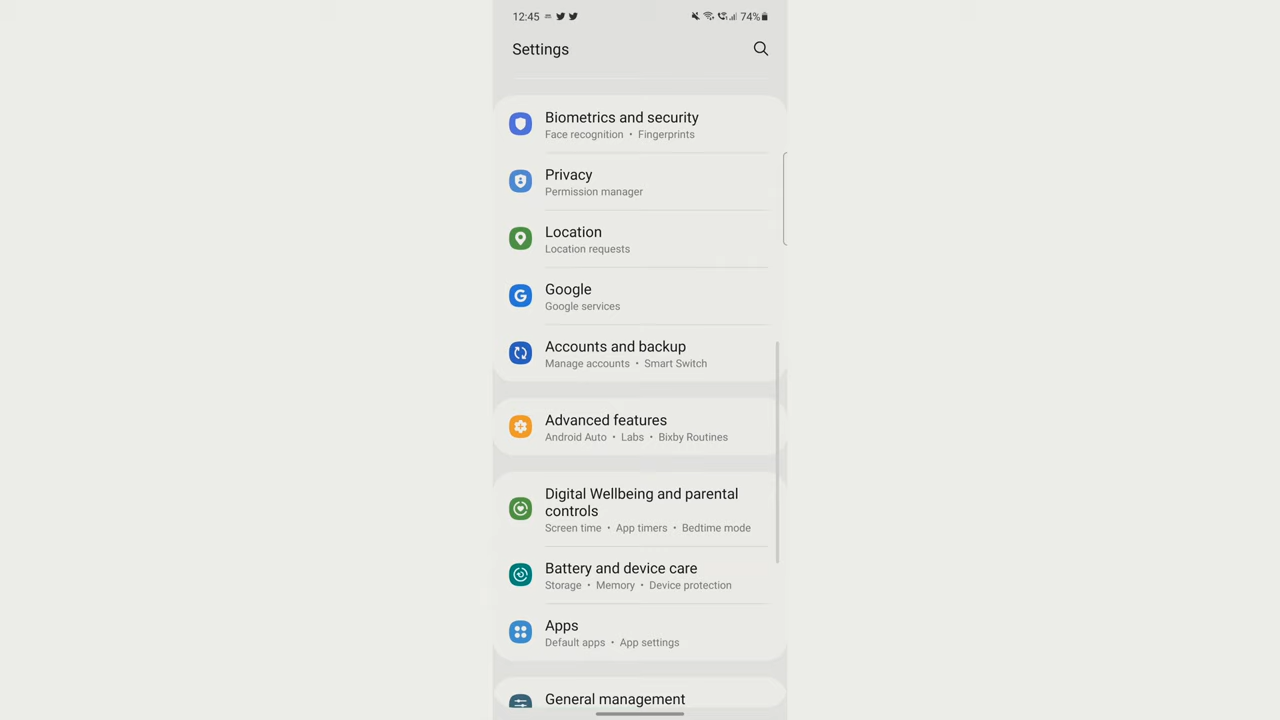 12:45
74%
Settings
Biometrics and security
Face recognition • Fingerprints
Privacy
Permission manager
Location
Location requests
Google
Google services
Accounts and backup
Manage accounts • Smart Switch
Advanced features
Android Auto • Labs • Bixby Routines
Digital Wellbeing and parental
controls
Screen time • App timers • Bedtime mode
Battery and device care
Storage • Memory • Device protection
Apps
Default apps • App settings
General management